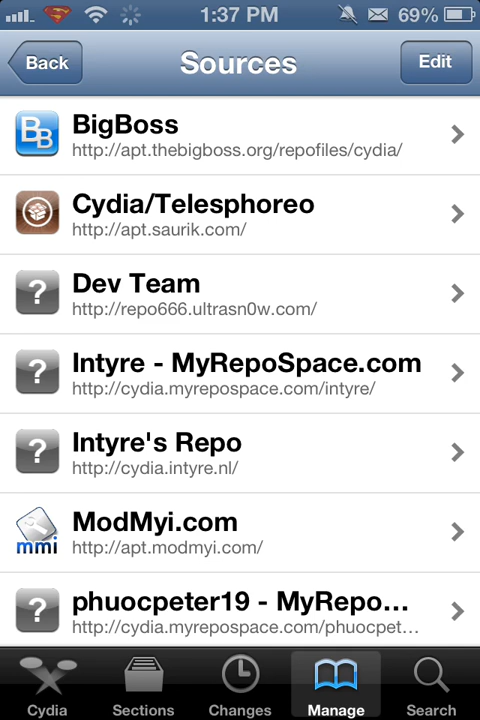 1:37 PM 69%
Back Sources Edit
BB BigBoss
http://apt.thebigboss.org/repofiles/cydia/
Cydia/Telesphoreo
http://apt.saurik.com/
? Dev Team
http://repo666.ultrasn0w.com/
? Intyre - MyRepoSpace.com
http://cydia.myrepospace.com/intyre/
? Intyre's Repo
http://cydia.intyre.nl/
mmi ModMyi.com
http://apt.modmyi.com/
? phuocpeter19 - MyRepo...
http://cydia.myrepospace.com/phuocpet...
Cydia Sections Changes Manage Search